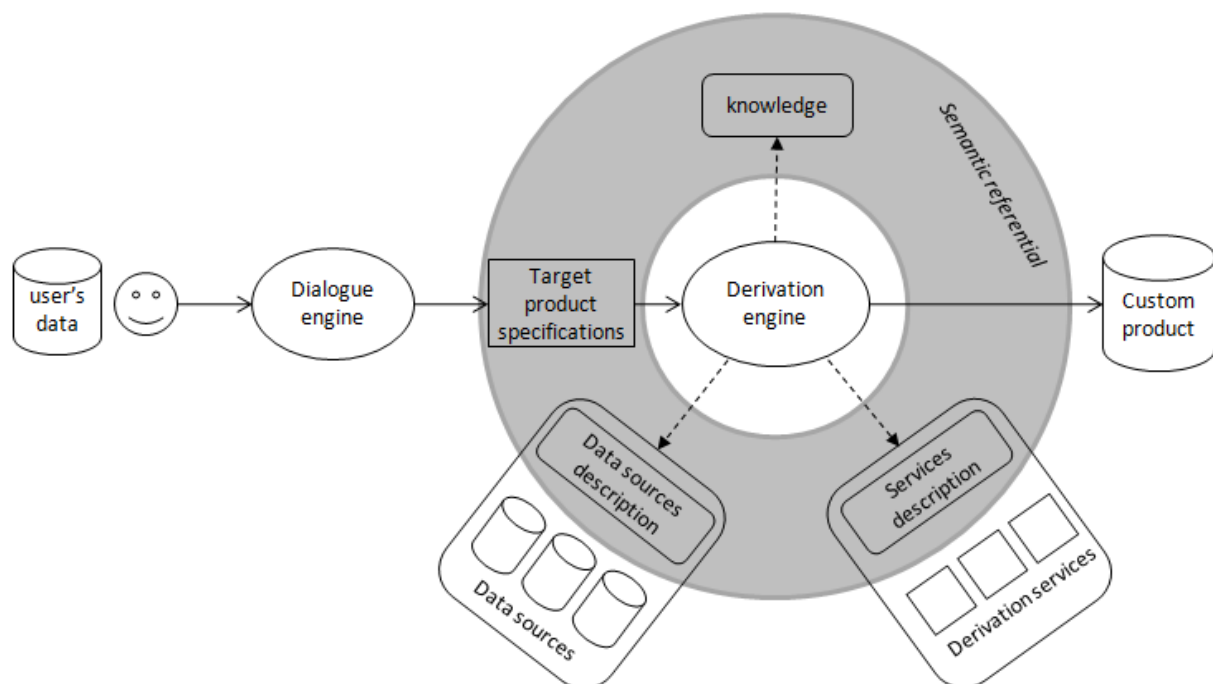 knowledge
Semantic referential
user's
data
Dialogue
engine
Target
product
specifications
Derivation
engine
Custom
product
Data sources
description
Data sources
Services
description
Derivation services